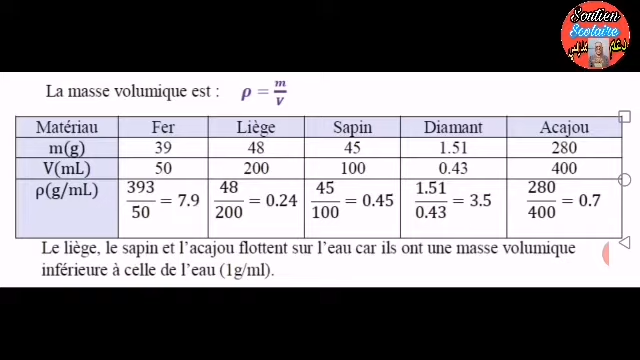 Soutien
Scolaire
La masse volumique est : ρ = m/v
Matériau Fer Liège Sapin Diamant Acajou
m(g) 39 48 45 1.51 280
V(mL) 50 200 100 0.43 400
ρ(g/mL) 393/50 = 7.9 48/200 = 0.24 45/100 = 0.45 1.51/0.43 = 3.5 280/400 = 0.7
Le liège, le sapin et l'acajou flottent sur l'eau car ils ont une masse volumique
inférieure à celle de l'eau (1g/ml).